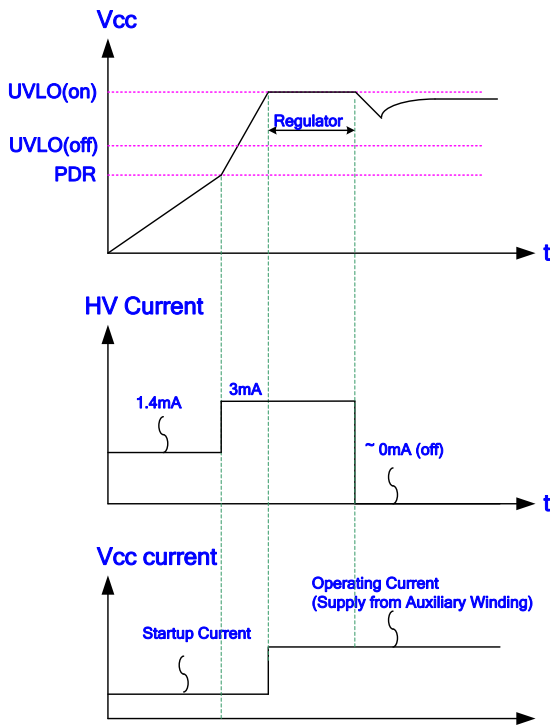 Vcc
UVLO(on)
Regulator
UVLO(off)
PDR
t
HV Current
1.4mA
3mA
~ 0mA (off)
t
Vcc current
Operating Current
(Supply from Auxiliary Winding)
Startup Current